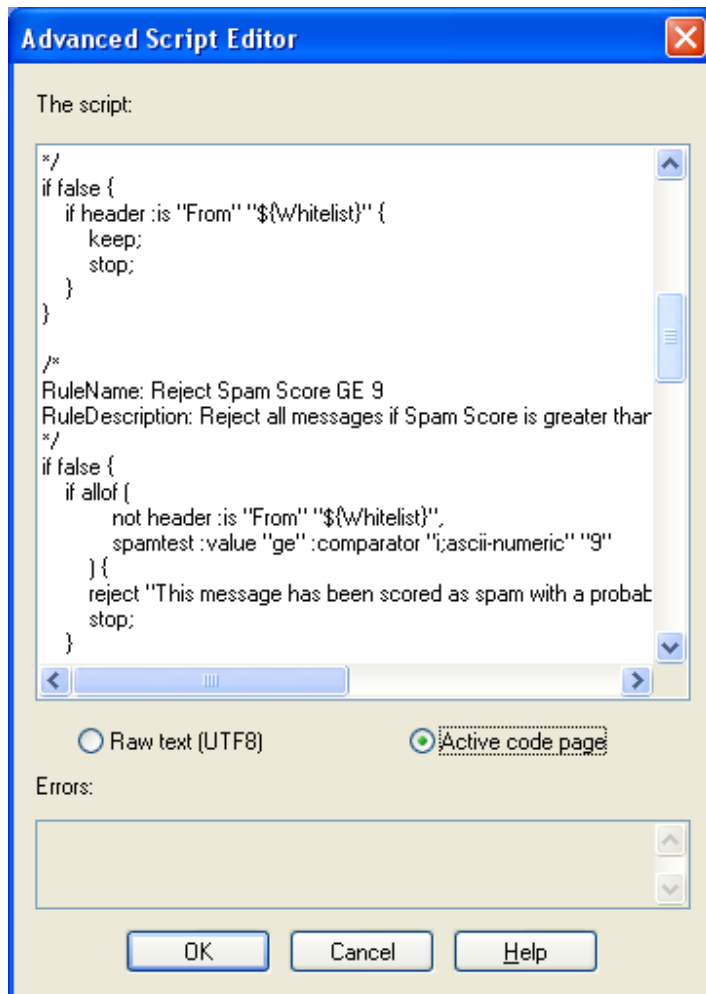 Advanced Script Editor
The script:
*/
if false {
if header :is "From" "${Whitelist}" {
keep;
stop;
}
}
/*
RuleName: Reject Spam Score GE 9
RuleDescription: Reject all messages if Spam Score is greater than
*/
if false {
if allof (
not header :is "From" "${Whitelist}",
spamtest :value "ge" :comparator "i;ascii-numeric" "9"
) {
reject "This message has been scored as spam with a probab
stop;
}
Raw text (UTF8) Active code page
Errors:
OK Cancel Help